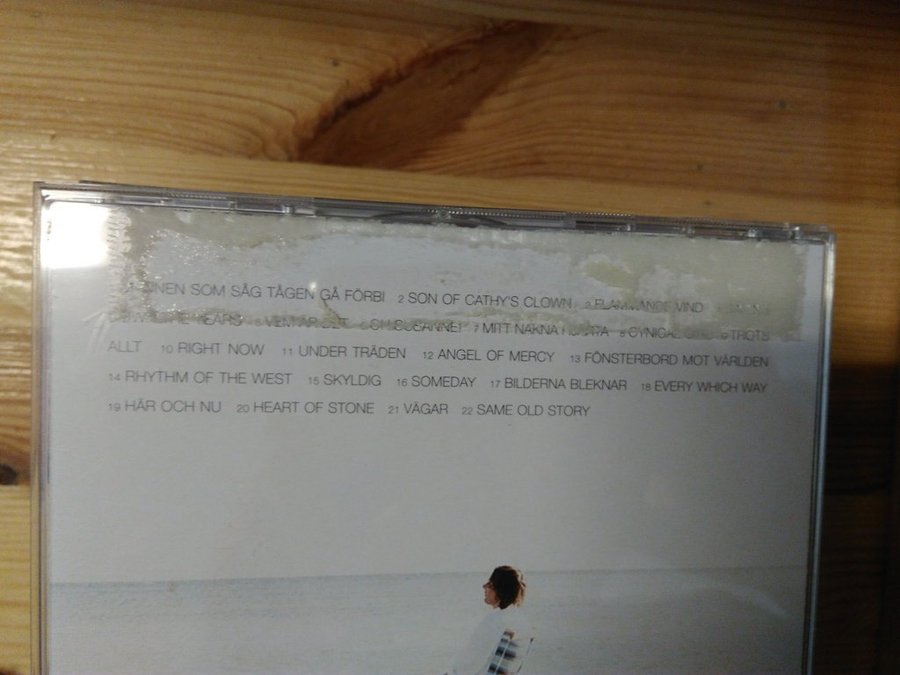 SOM SÅG TÅGEN GÅ FÖRBI 2 SON OF CATHY'S CLOWN VIND
YEARS 7 MITT NAKNA TROTS
ALLT 10 RIGHT NOW 11 UNDER TRÄDEN 12 ANGEL OF MERCY 13 FÖNSTERBORD MOT VÄRLDEN
14 RHYTHM OF THE WEST 15 SKYLDIG 16 SOMEDAY 17 BILDERNA BLEKNAR 18 EVERY WHICH WAY
19 HÄR OCH NU 20 HEART OF STONE 21 VÄGAR 22 SAME OLD STORY